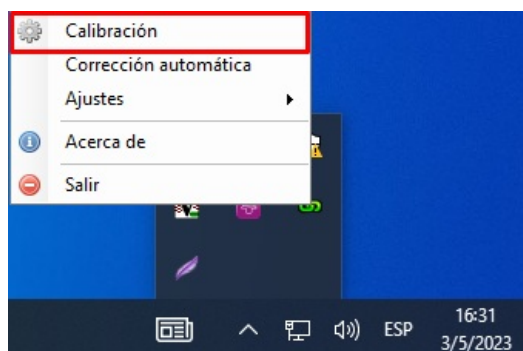 Calibración
Corrección automática
Ajustes
Acerca de
Salir
ESP
16:31
3/5/2023